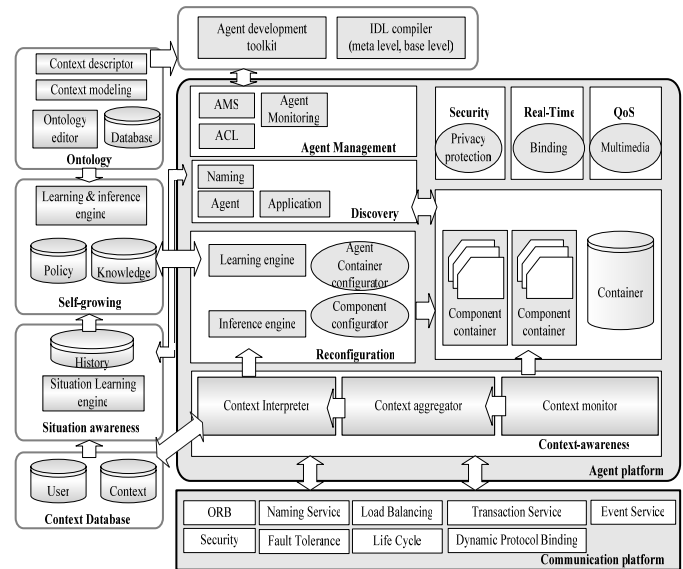 Agent development
toolkit
IDL compiler
(meta level, base level)
Context descriptor
Context modeling
Ontology
editor
Database
Ontology
Learning & inference
engine
Policy
Knowledge
Self-growing
History
Situation Learning
engine
Situation awareness
User
Context
Context Database
AMS
Agent
Monitoring
ACL
Agent Management
Naming
Agent
Application
Discovery
Learning engine
Agent
Container
configurator
Inference engine
Component
configurator
Reconfiguration
Security
Privacy
protection
Real-Time
Binding
QoS
Multimedia
Component
container
Component
container
Container
Context Interpreter
Context aggregator
Context monitor
Context-awareness
Agent platform
ORB
Naming Service
Load Balancing
Transaction Service
Event Service
Security
Fault Tolerance
Life Cycle
Dynamic Protocol Binding
Communication platform